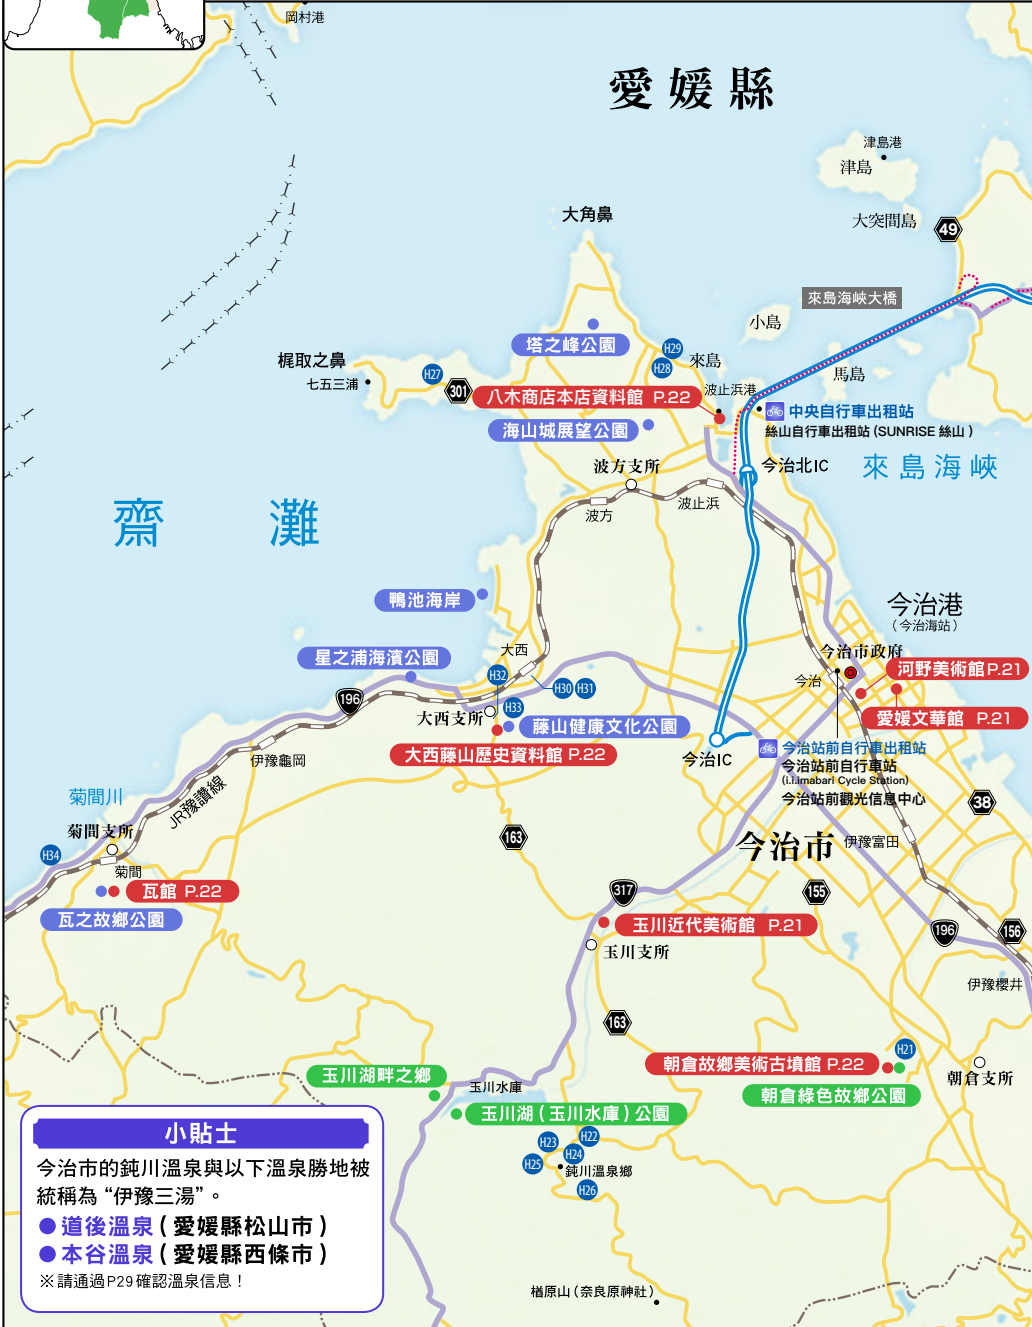 岡村港
愛媛縣
津島港
津島
大突間島
49
大角鼻
來島海峽大橋
小島
塔之峰公園
H29
H28
來島
梶取之鼻
七五三浦
H27
301
馬島
八木商店本店資料館 P.22
波止浜港
中央自行車出租站
絲山自行車出租站 (SUNRISE 絲山)
海山城展望公園
波方支所
今治北IC
來島海峽
齋灘
波方
波止浜
鴨池海岸
今治港
(今治海站)
今治市政府
大西
星之浦海濱公園
H32
H30
H31
今治
河野美術館 P.21
196
H33
大西支所
藤山健康文化公園
愛媛文華館 P.21
大西藤山歷史資料館 P.22
伊豫龜岡
今治IC
今治站前自行車出租站
今治站前自行車站
(i.i.imabari Cycle Station)
今治站前觀光信息中心
菊間川
JR豫讚線
38
菊間支所
163
今治市
伊豫富田
H34
菊間
瓦館 P.22
317
155
瓦之故鄉公園
玉川近代美術館 P.21
196
156
玉川支所
伊豫櫻井
163
H21
朝倉故鄉美術古墳館 P.22
玉川湖畔之鄉
朝倉支所
玉川水庫
朝倉綠色故鄉公園
玉川湖(玉川水庫)公園
H23
H22
H24
H25
鈍川溫泉鄉
H26
小貼士
今治市的鈍川溫泉與以下溫泉勝地被
統稱為 “伊豫三湯”。
●道後溫泉(愛媛縣松山市)
●本谷溫泉(愛媛縣西條市)
※請通過P29確認溫泉信息!
楢原山(奈良原神社)